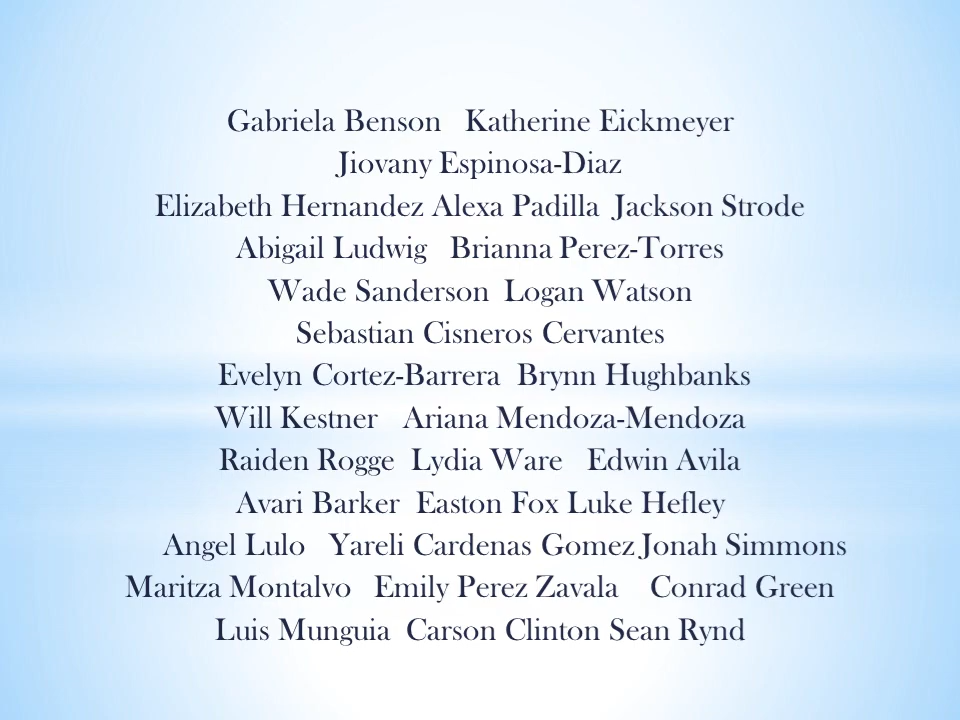 Gabriela Benson Katherine Eickmeyer
Jiovany Espinosa-Diaz
Elizabeth Hernandez Alexa Padilla Jackson Strode
Abigail Ludwig Brianna Perez-Torres
Wade Sanderson Logan Watson
Sebastian Cisneros Cervantes
Evelyn Cortez-Barrera Brynn Hughbanks
Will Kestner Ariana Mendoza-Mendoza
Raiden Rogge Lydia Ware Edwin Avila
Avari Barker Easton Fox Luke Hefley
Angel Lulo Yareli Cardenas Gomez Jonah Simmons
Maritza Montalvo Emily Perez Zavala Conrad Green
Luis Munguia Carson Clinton Sean Rynd